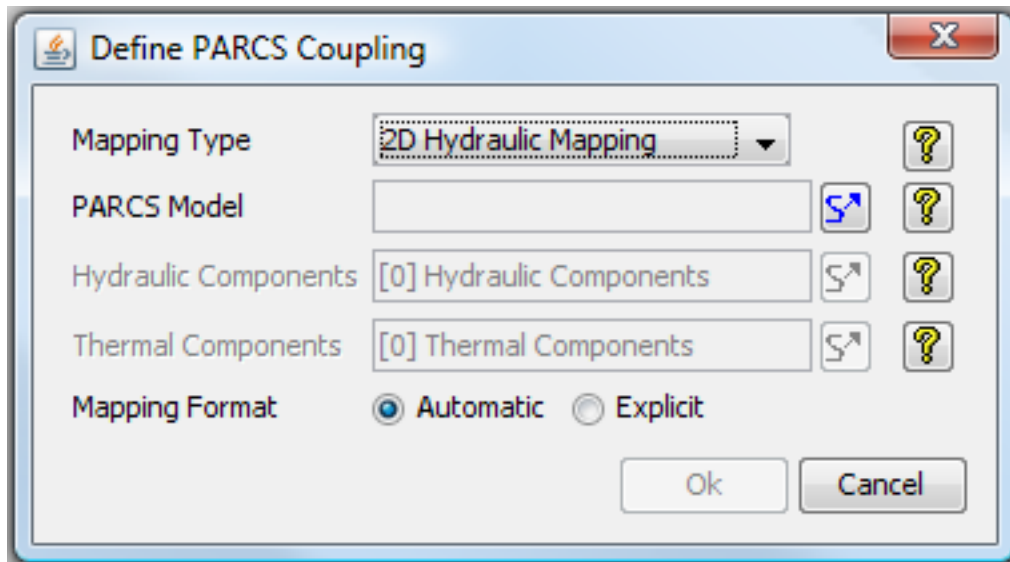 Define PARCS Coupling
Mapping Type 2D Hydraulic Mapping
PARCS Model
Hydraulic Components [0] Hydraulic Components
Thermal Components [0] Thermal Components
Mapping Format Automatic Explicit
Ok Cancel